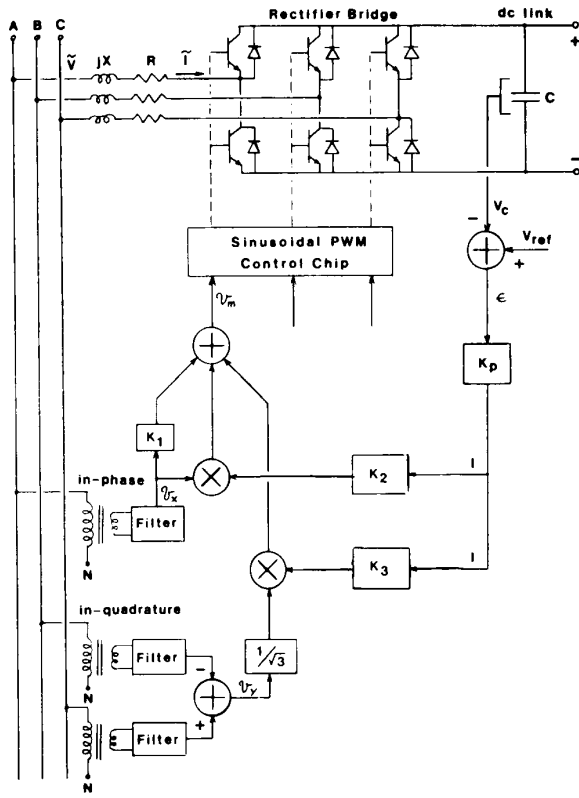 Rectifier Bridge
dc link
A B C
Ṽ jX R Ĩ
+
C
−
− V_C
Sinusoidal PWM
Control Chip
V_ref
+
ϵ
v_m
K_p
K_1
I
K_2
in-phase
v_x
Filter
N
I
K_3
in-quadrature
1/√3
Filter
−
N
v_y
+
Filter
N